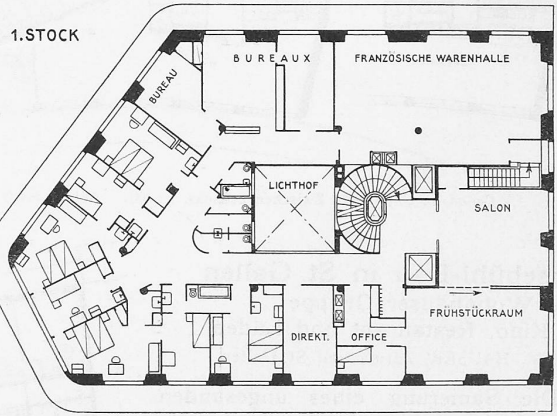 1.STOCK
BUREAUX
FRANZÖSISCHE WARENHALLE
BUREAU
LICHTHOF
SALON
FRÜHSTÜCKRAUM
DIREKT.
OFFICE